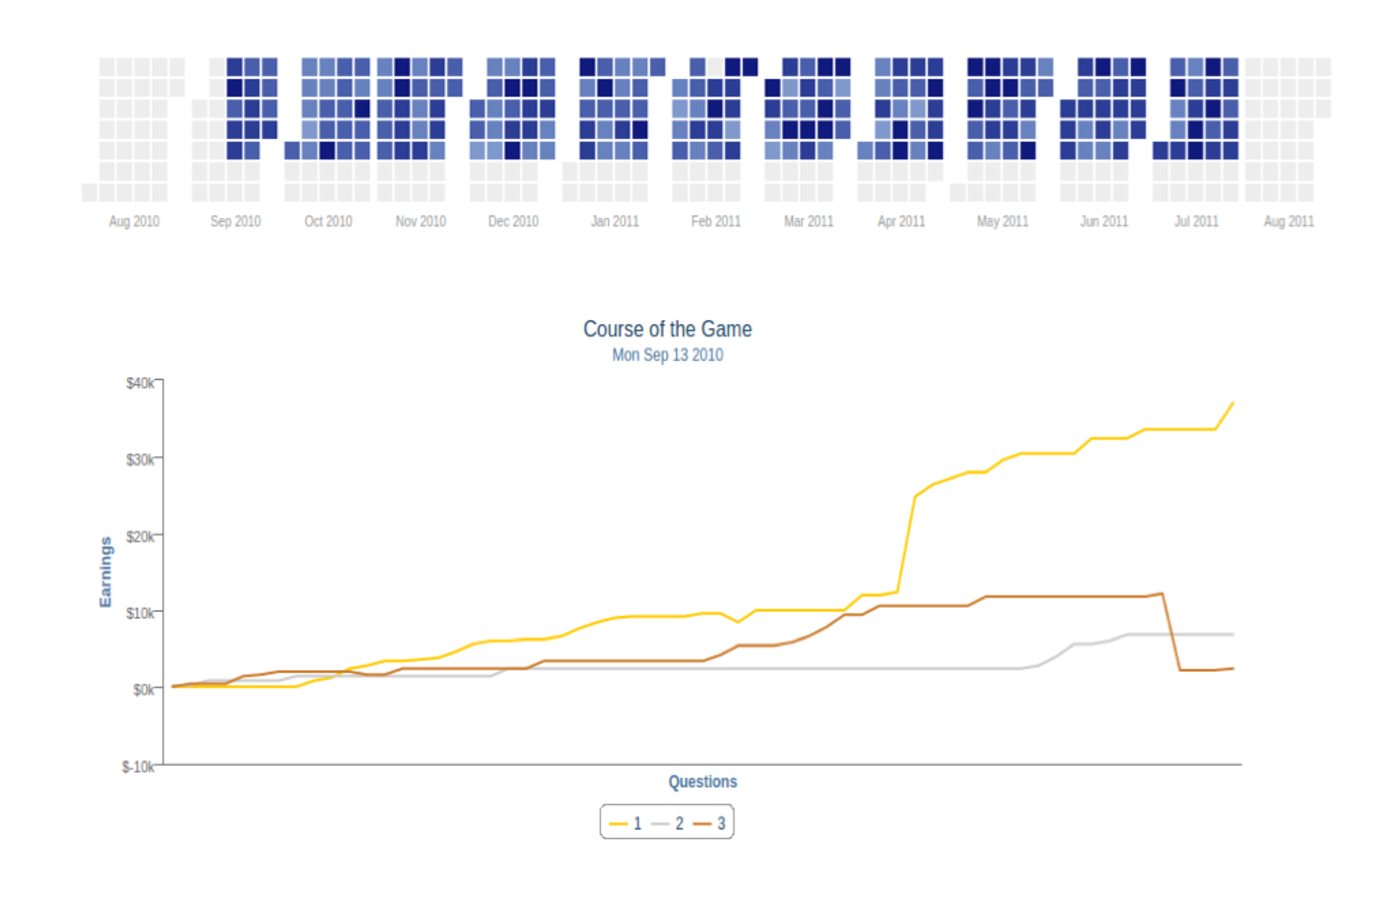 Aug 2010 Sep 2010 Oct 2010 Nov 2010 Dec 2010 Jan 2011 Feb 2011 Mar 2011 Apr 2011 May 2011 Jun 2011 Jul 2011 Aug 2011
Course of the Game
Mon Sep 13 2010
$40k
$30k
$20k
$10k
$0k
$-10k
Earnings
Questions
1 2 3